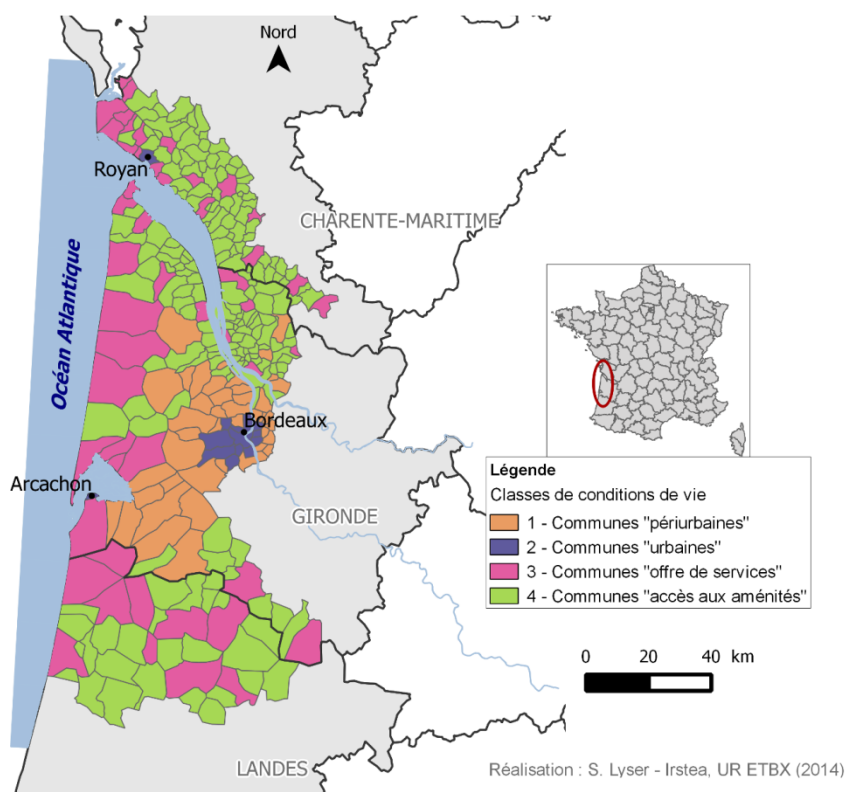 Nord
Royan
CHARENTE-MARITIME
Océan Atlantique
Bordeaux
Arcachon
GIRONDE
LANDES
Légende
Classes de conditions de vie
1 - Communes "périurbaines"
2 - Communes "urbaines"
3 - Communes "offre de services"
4 - Communes "accès aux aménités"
0 20 40 km
Réalisation : S. Lyser - Irstea, UR ETBX (2014)